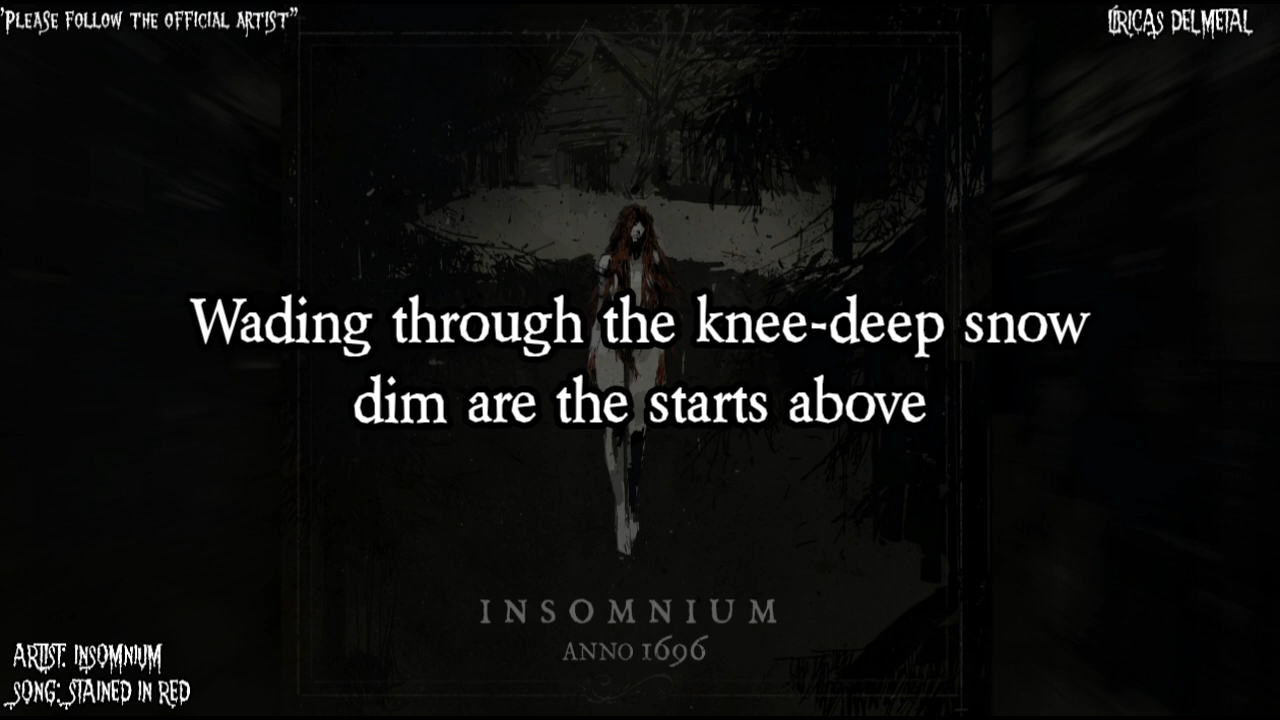 "PLEASE FOLLOW THE OFFICIAL ARTIST"
LÍRICAS DEL METAL
Wading through the knee-deep snow
dim are the starts above
INSOMNIUM
ANNO 1696
ARTIST: INSOMNIUM
SONG: STAINED IN RED